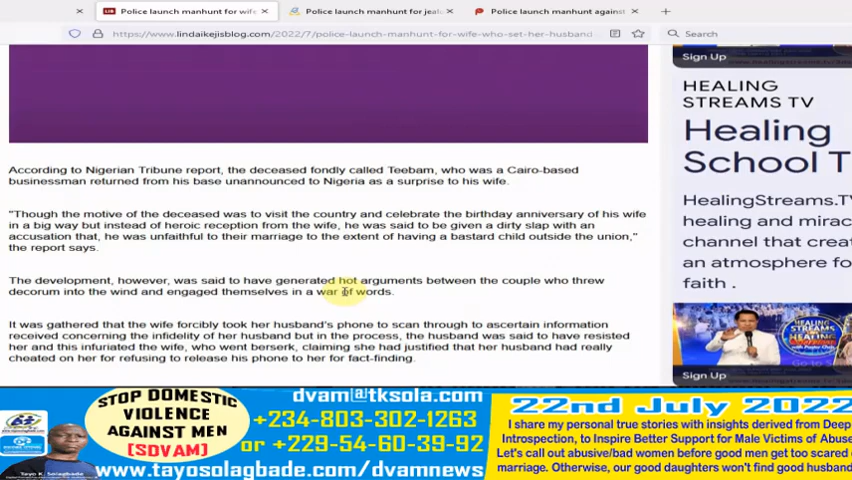 Police launch manhunt for wife
Police launch manhunt for jeal
Police launch manhunt against
https://www.lindaikejisblog.com/2022/7/police-launch-manhunt-for-wife-who-set-her-husband
Search
Sign Up
HEALING
STREAMS TV
Healing
School T
HealingStreams.T
healing and mirac
channel that crea
an atmosphere fo
faith .
Sign Up
According to Nigerian Tribune report, the deceased fondly called Teebam, who was a Cairo-based
businessman returned from his base unannounced to Nigeria as a surprise to his wife.
"Though the motive of the deceased was to visit the country and celebrate the birthday anniversary of his wife
in a big way but instead of heroic reception from the wife, he was said to be given a dirty slap with an
accusation that, he was unfaithful to their marriage to the extent of having a bastard child outside the union,"
the report says.
The development, however, was said to have generated hot arguments between the couple who threw
decorum into the wind and engaged themselves in a war of words.
It was gathered that the wife forcibly took her husband's phone to scan through to ascertain information
received concerning the infidelity of her husband but in the process, the husband was said to have resisted
her and this infuriated the wife, who went berserk, claiming she had justified that her husband had really
cheated on her for refusing to release his phone to her for fact-finding.
STOP DOMESTIC
VIOLENCE
AGAINST MEN
[SDVAM]
Tayo K. Solagbade
dvam@tksola.com
+234-803-302-1263
or +229-54-60-39-92
www.tayosolagbade.com/dvamnews
22nd July 2022
I share my personal true stories with insights derived from Deep
Introspection, to Inspire Better Support for Male Victims of Abuse
Let's call out abusive/bad women before good men get too scared o
marriage. Otherwise, our good daughters won't find good husband